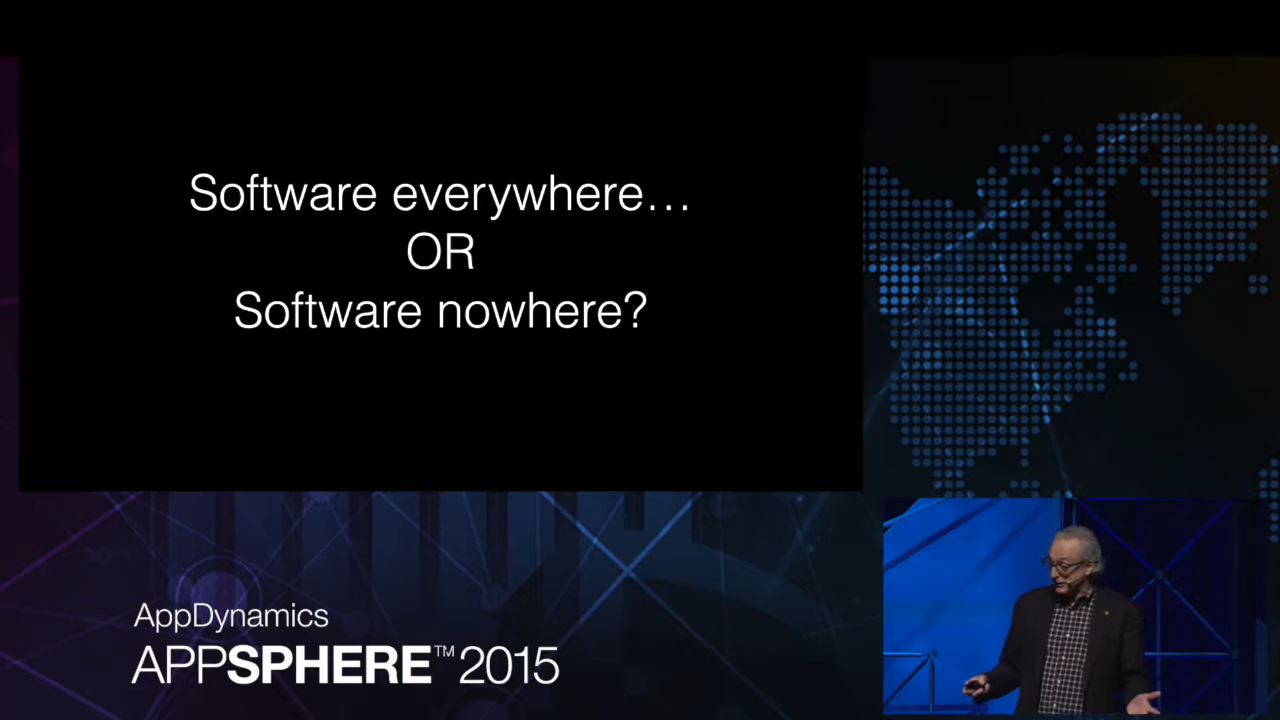 Software everywhere…
OR
Software nowhere?
AppDynamics
APPSPHERE™ 2015